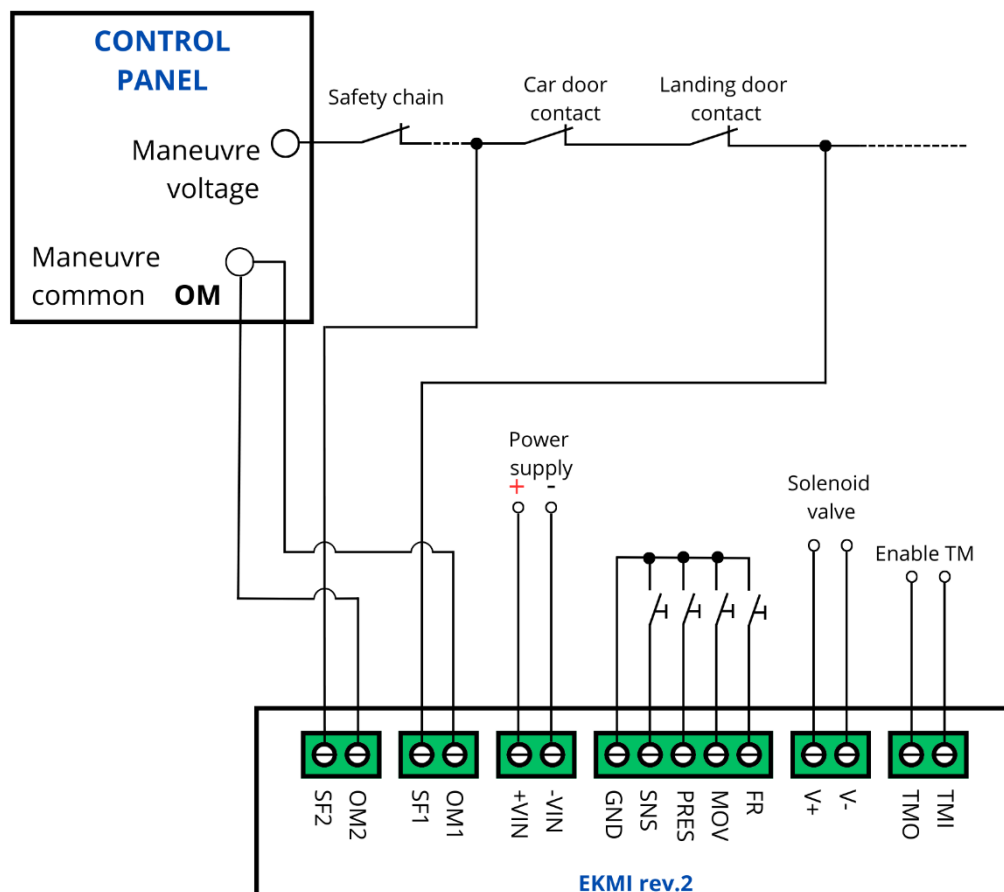 CONTROL
PANEL
Maneuvre
voltage
Maneuvre
common OM
Safety chain
Car door
contact
Landing door
contact
Power
supply
+ -
Solenoid
valve
Enable TM
SF2
OM2
SF1
OM1
+VIN
-VIN
GND
SNS
PRES
MOV
FR
V+
V-
TMO
TMI
EKMI rev.2